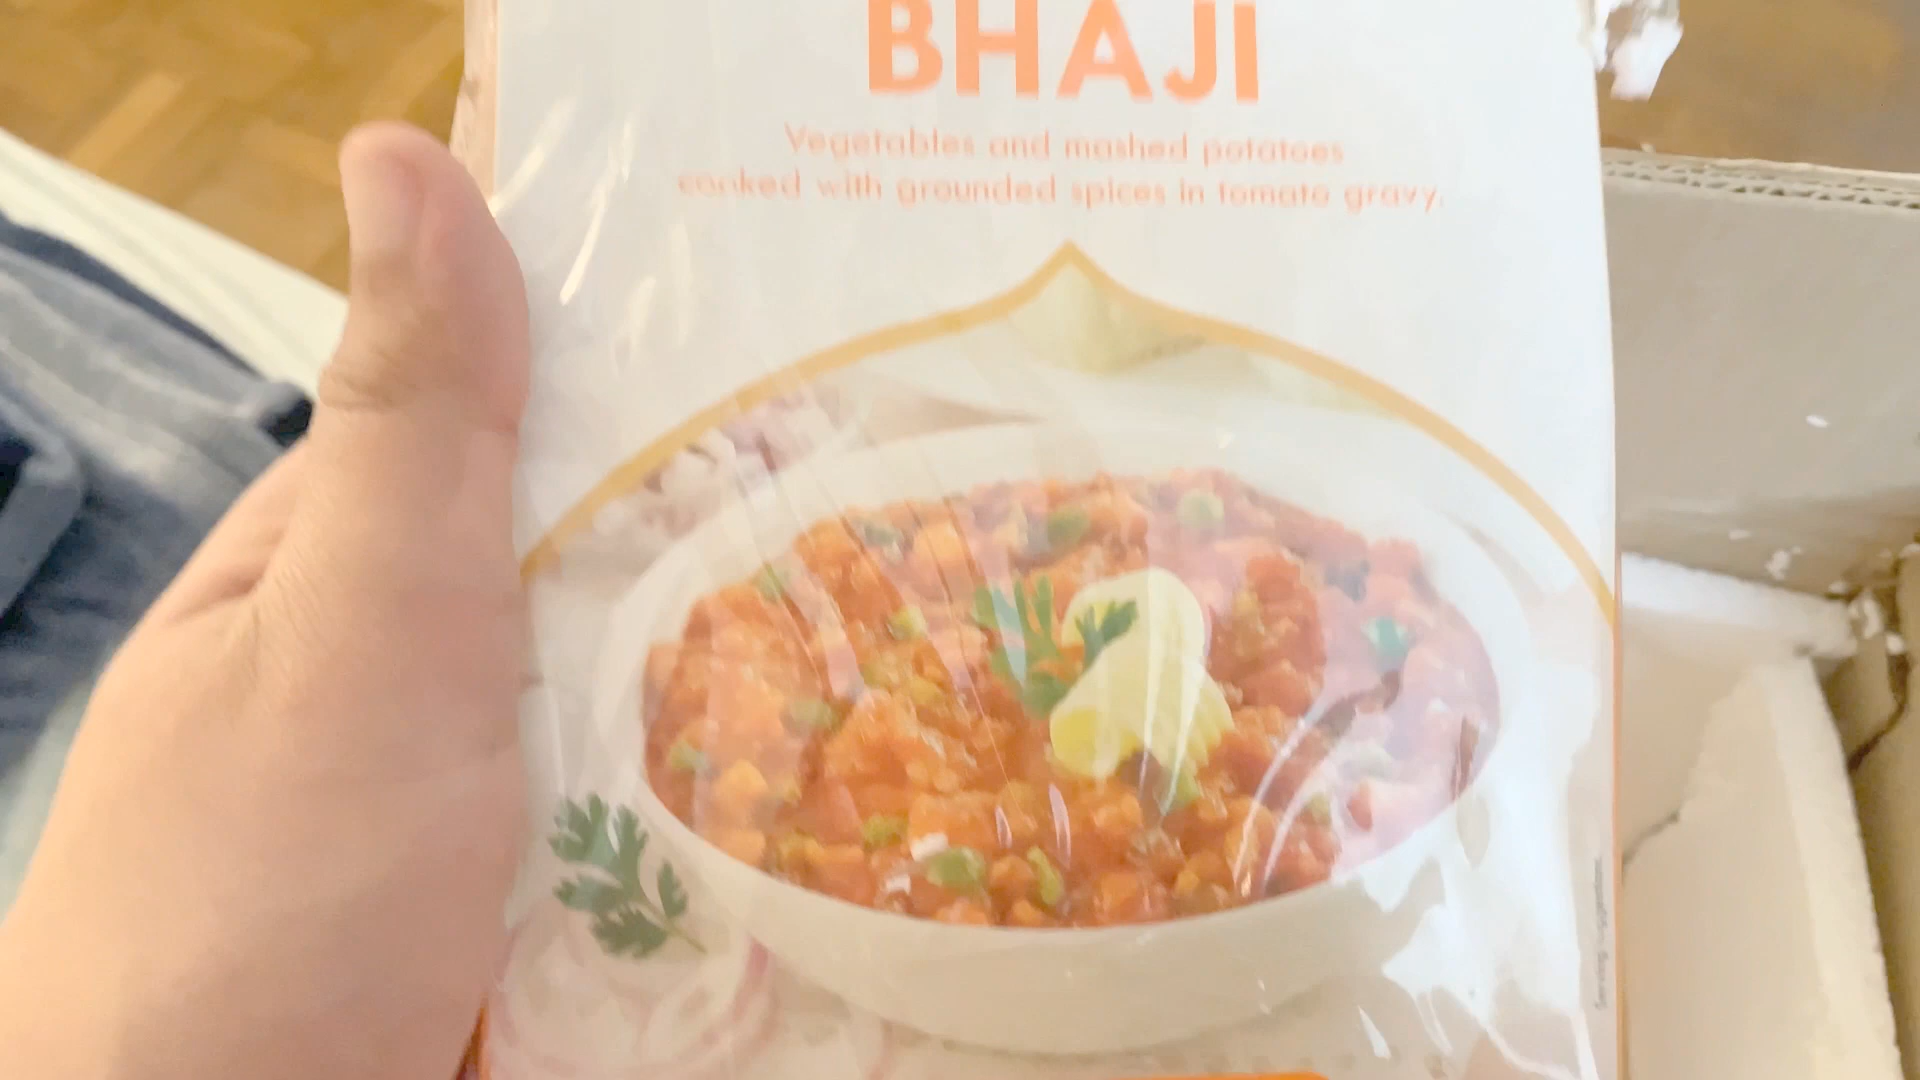 BHAJI
Vegetables and mashed potatoes
cooked with grounded spices in tomato gravy.